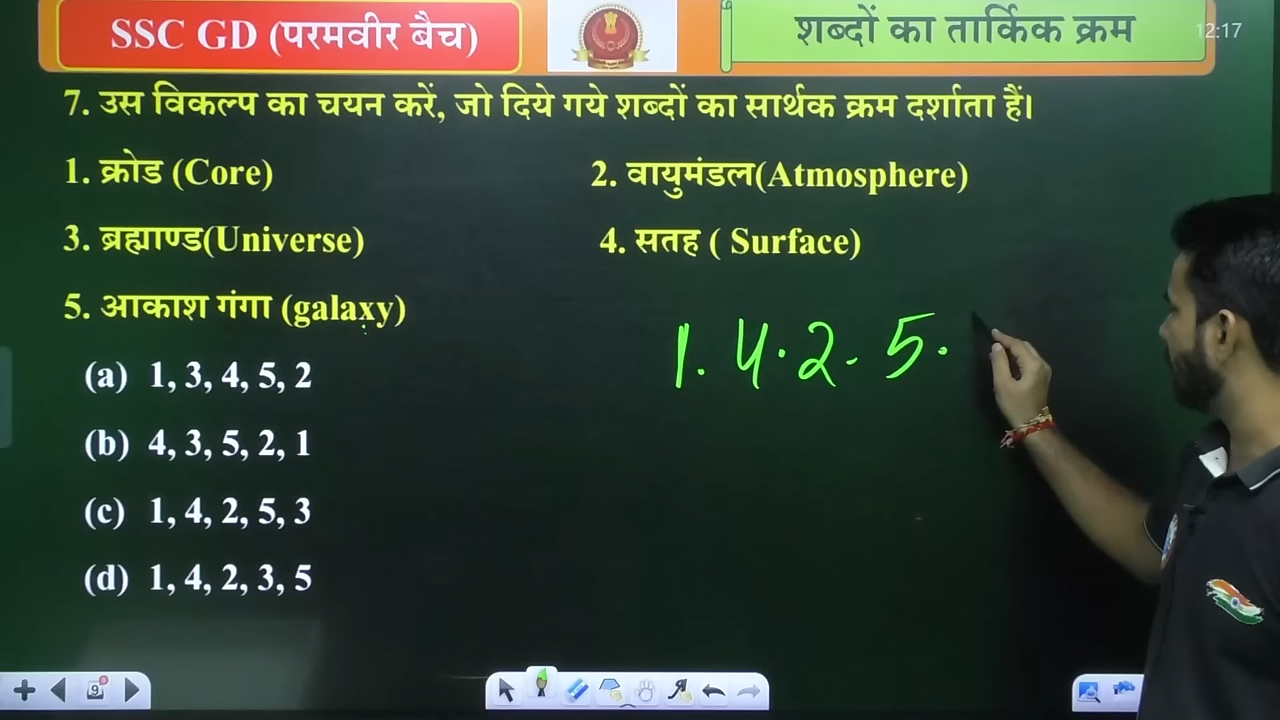 SSC GD (परमवीर बैच)
शब्दों का तार्किक क्रम
12:17
7. उस विकल्प का चयन करें, जो दिये गये शब्दों का सार्थक क्रम दर्शाता हैं।
1. क्रोड (Core)
2. वायुमंडल(Atmosphere)
3. ब्रह्माण्ड(Universe)
4. सतह ( Surface)
5. आकाश गंगा (galaxy)
1. 4. 2 - 5.
(a) 1, 3, 4, 5, 2
(b) 4, 3, 5, 2, 1
(c) 1, 4, 2, 5, 3
(d) 1, 4, 2, 3, 5
9